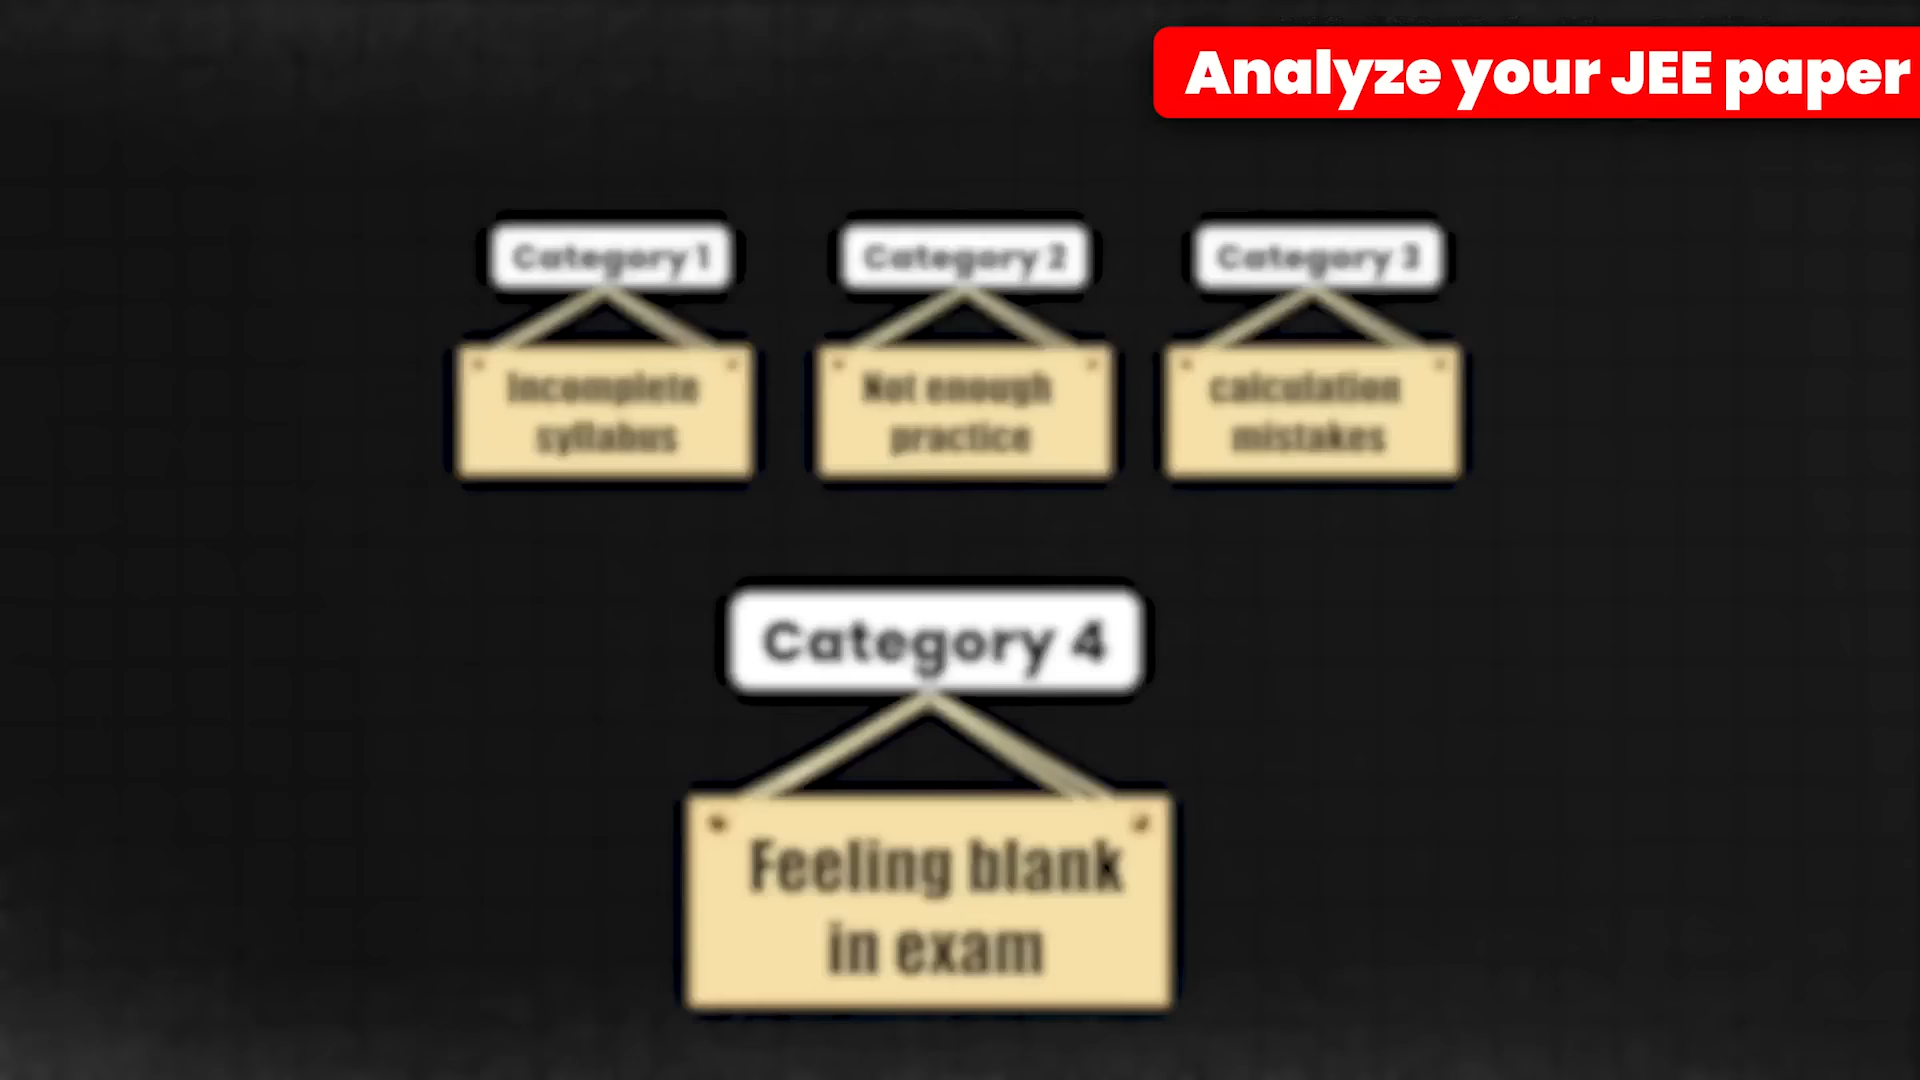 Analyze your JEE paper
Category 1
Category 2
Category 3
Incomplete
syllabus
Not enough
practice
calculation
mistakes
Category 4
Feeling blank
in exam